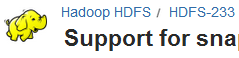 Hadoop HDFS / HDFS-233
Support for sna